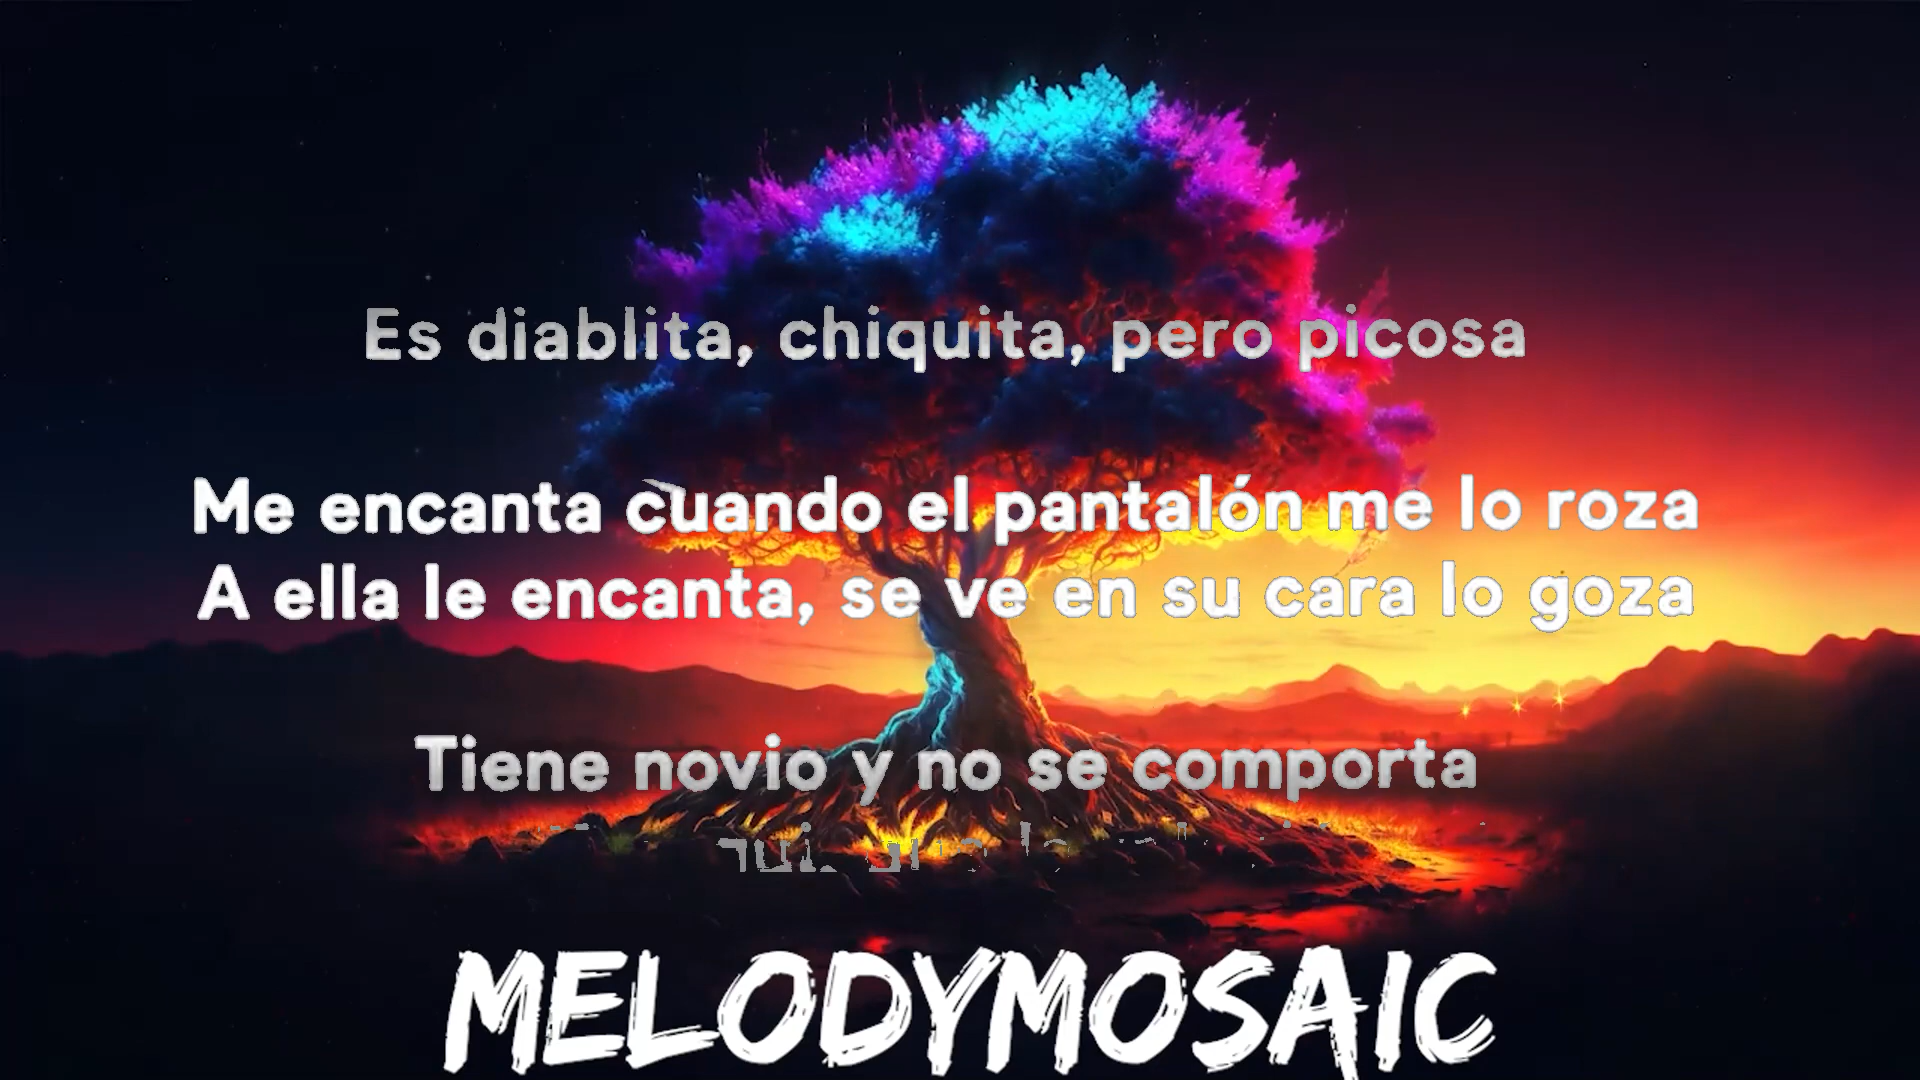 Es diablita, chiquita, pero picosa
Me encanta cuando el pantalón me lo roza
A ella le encanta, se ve en su cara lo goza
Tiene novio y no se comporta
MELODYMOSAIC